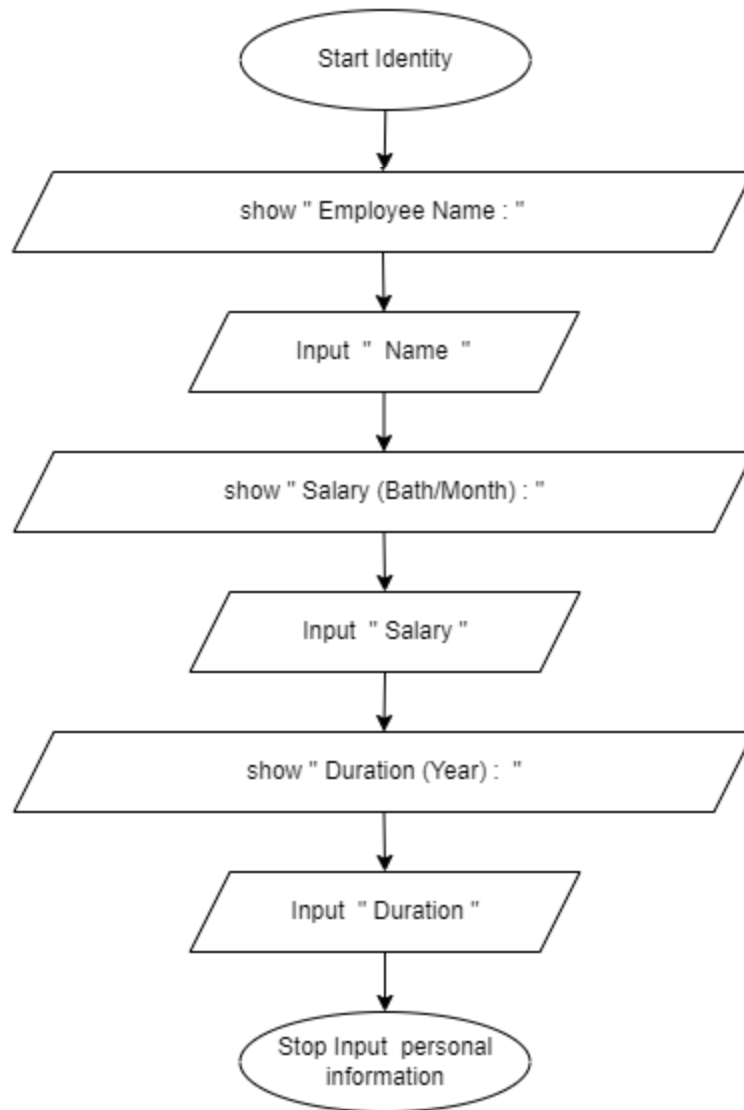 Start Identity
show " Employee Name : "
Input " Name "
show " Salary (Bath/Month) : "
Input " Salary "
show " Duration (Year) : "
Input " Duration "
Stop Input personal
information